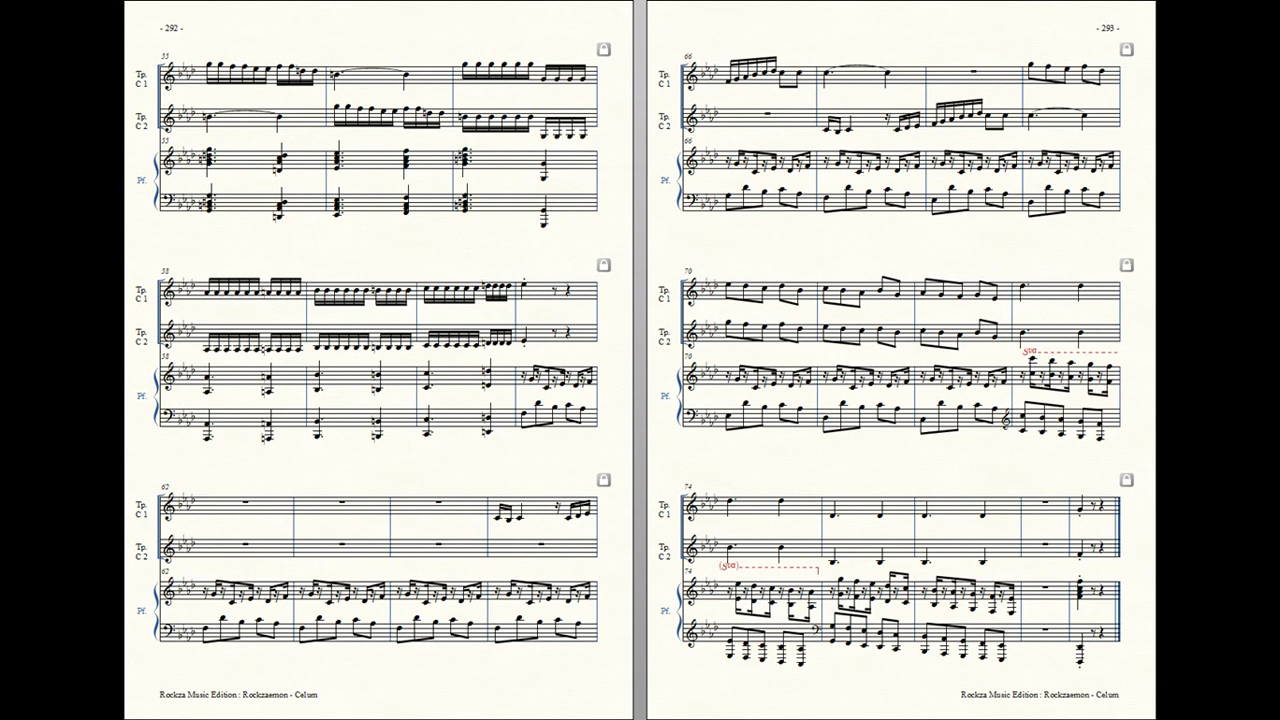 - 292 -
55
Tp.
C 1
Tp.
C 2
55
Pf.
58
Tp.
C 1
Tp.
C 2
58
Pf.
62
Tp.
C 1
Tp.
C 2
62
Pf.
Rockza Music Edition : Rockzaemon - Celum
- 293 -
66
Tp.
C 1
Tp.
C 2
66
Pf.
70
Tp.
C 1
Tp.
C 2
8va
70
Pf.
74
Tp.
C 1
Tp.
C 2
(8va)
74
Pf.
Rockza Music Edition : Rockzaemon - Celum